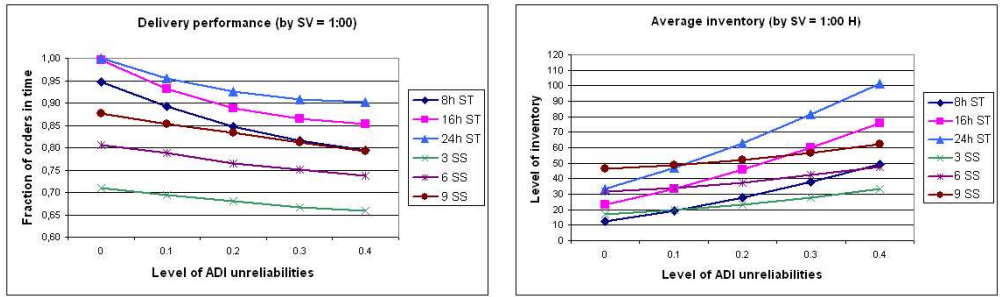 Delivery performance (by SV = 1:00)
Fraction of orders in time
1,00
0,95
0,90
0,85
0,80
0,75
0,70
0,65
0,60
0
0.1
0.2
0.3
0.4
Level of ADI unreliabilities
8h ST
16h ST
24h ST
3 SS
6 SS
9 SS
Average inventory (by SV = 1:00 H)
Level of inventory
120
110
100
90
80
70
60
50
40
30
20
10
0
0
0.1
0.2
0.3
0.4
Level of ADI unreliabilities
8h ST
16h ST
24h ST
3 SS
6 SS
9 SS